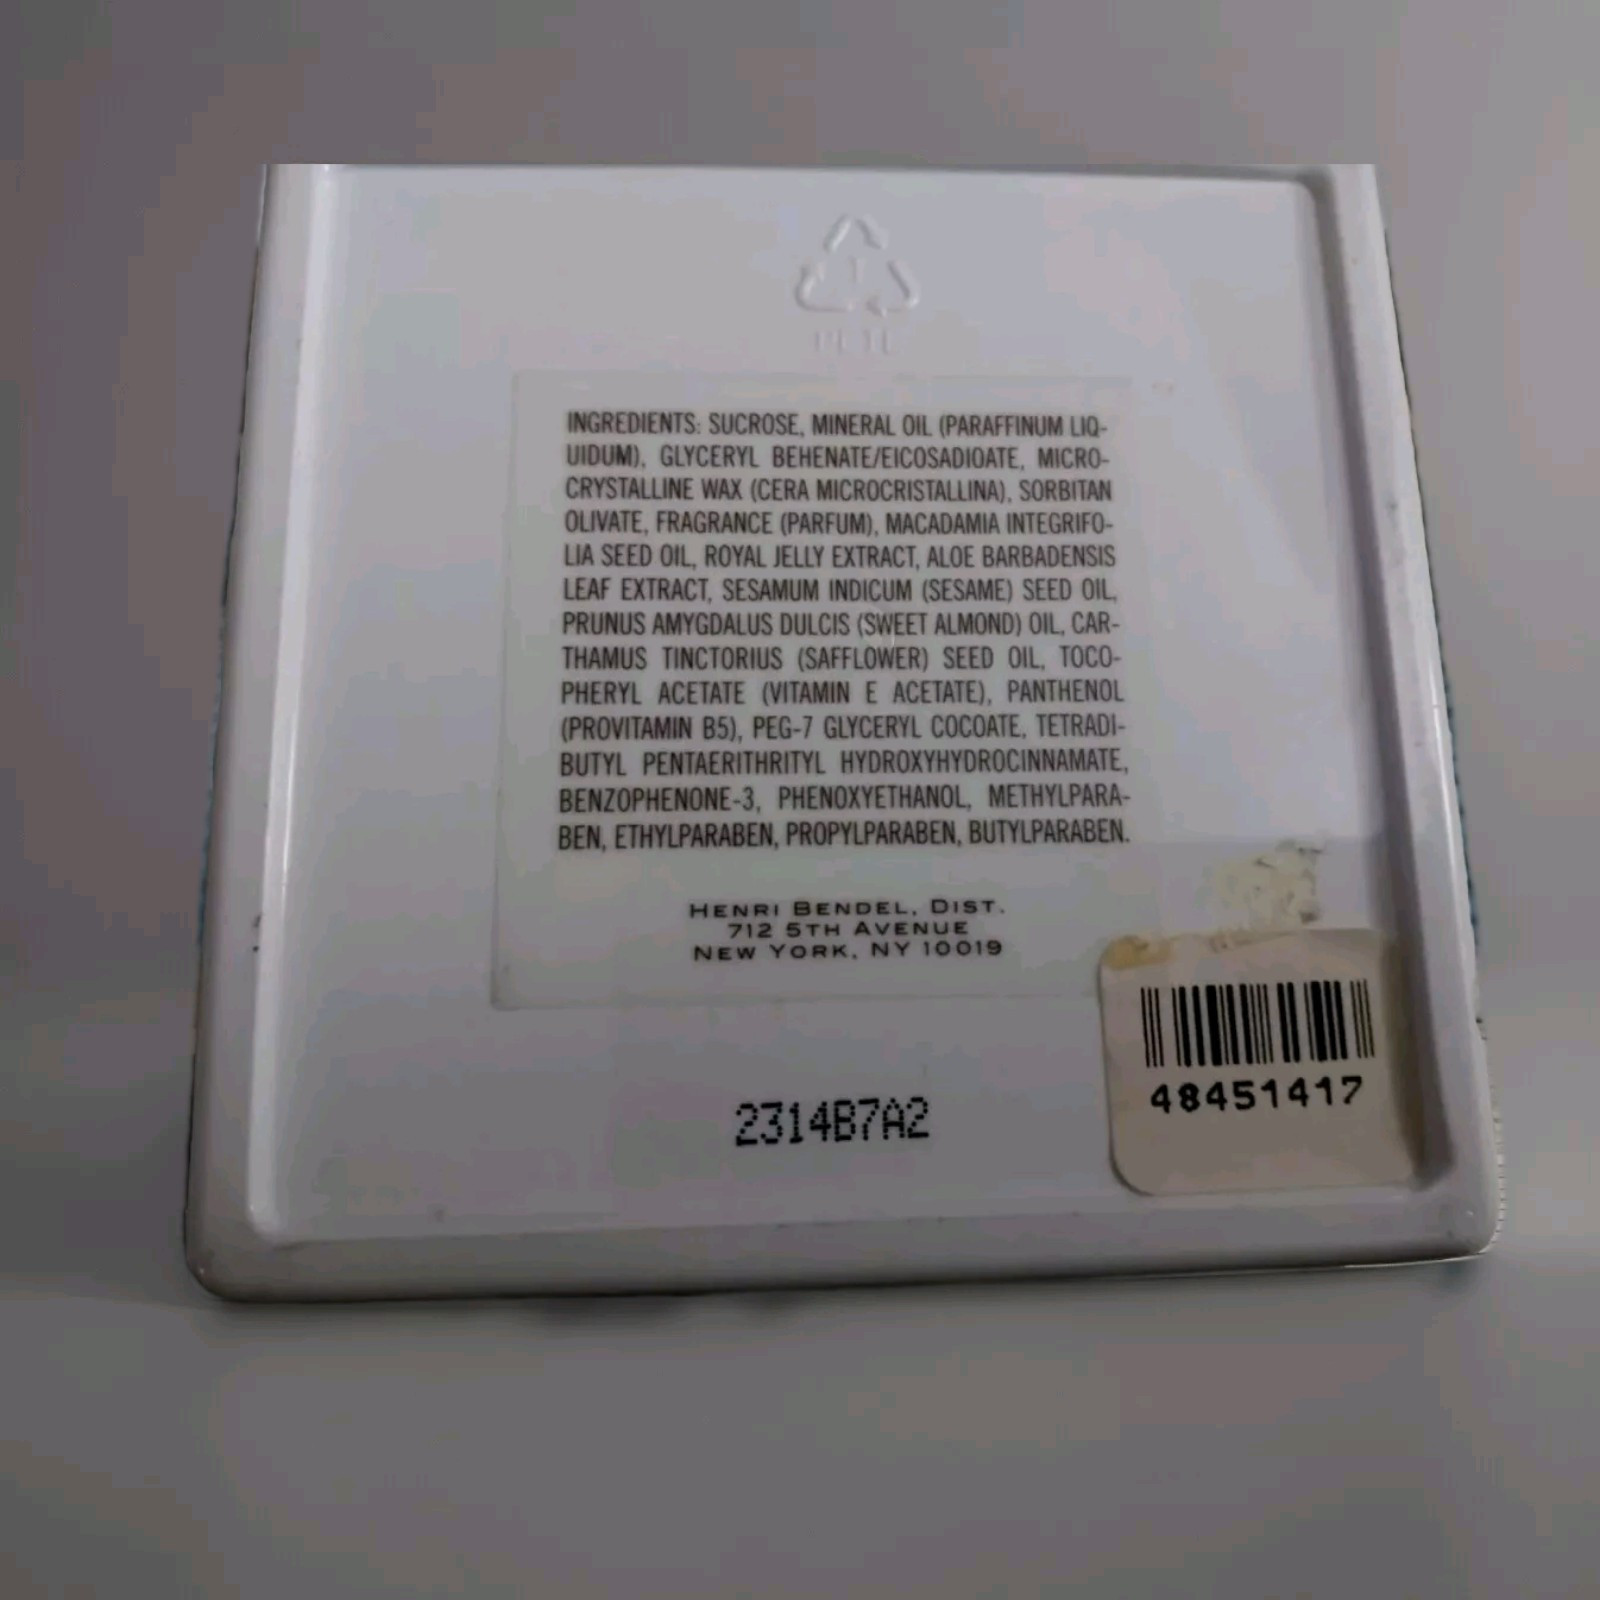 1
PETE
INGREDIENTS: SUCROSE, MINERAL OIL (PARAFFINUM LIQ-
UIDUM), GLYCERYL BEHENATE/EICOSADIOATE, MICRO-
CRYSTALLINE WAX (CERA MICROCRISTALLINA), SORBITAN
OLIVATE, FRAGRANCE (PARFUM), MACADAMIA INTEGRIFO-
LIA SEED OIL, ROYAL JELLY EXTRACT, ALOE BARBADENSIS
LEAF EXTRACT, SESAMUM INDICUM (SESAME) SEED OIL,
PRUNUS AMYGDALUS DULCIS (SWEET ALMOND) OIL, CAR-
THAMUS TINCTORIUS (SAFFLOWER) SEED OIL, TOCO-
PHERYL ACETATE (VITAMIN E ACETATE), PANTHENOL
(PROVITAMIN B5), PEG-7 GLYCERYL COCOATE, TETRADI-
BUTYL PENTAERITHRITYL HYDROXYHYDROCINNAMATE,
BENZOPHENONE-3, PHENOXYETHANOL, METHYLPARA-
BEN, ETHYLPARABEN, PROPYLPARABEN, BUTYLPARABEN.
HENRI BENDEL, DIST.
712 5TH AVENUE
NEW YORK, NY 10019
48451417
2314B7A2